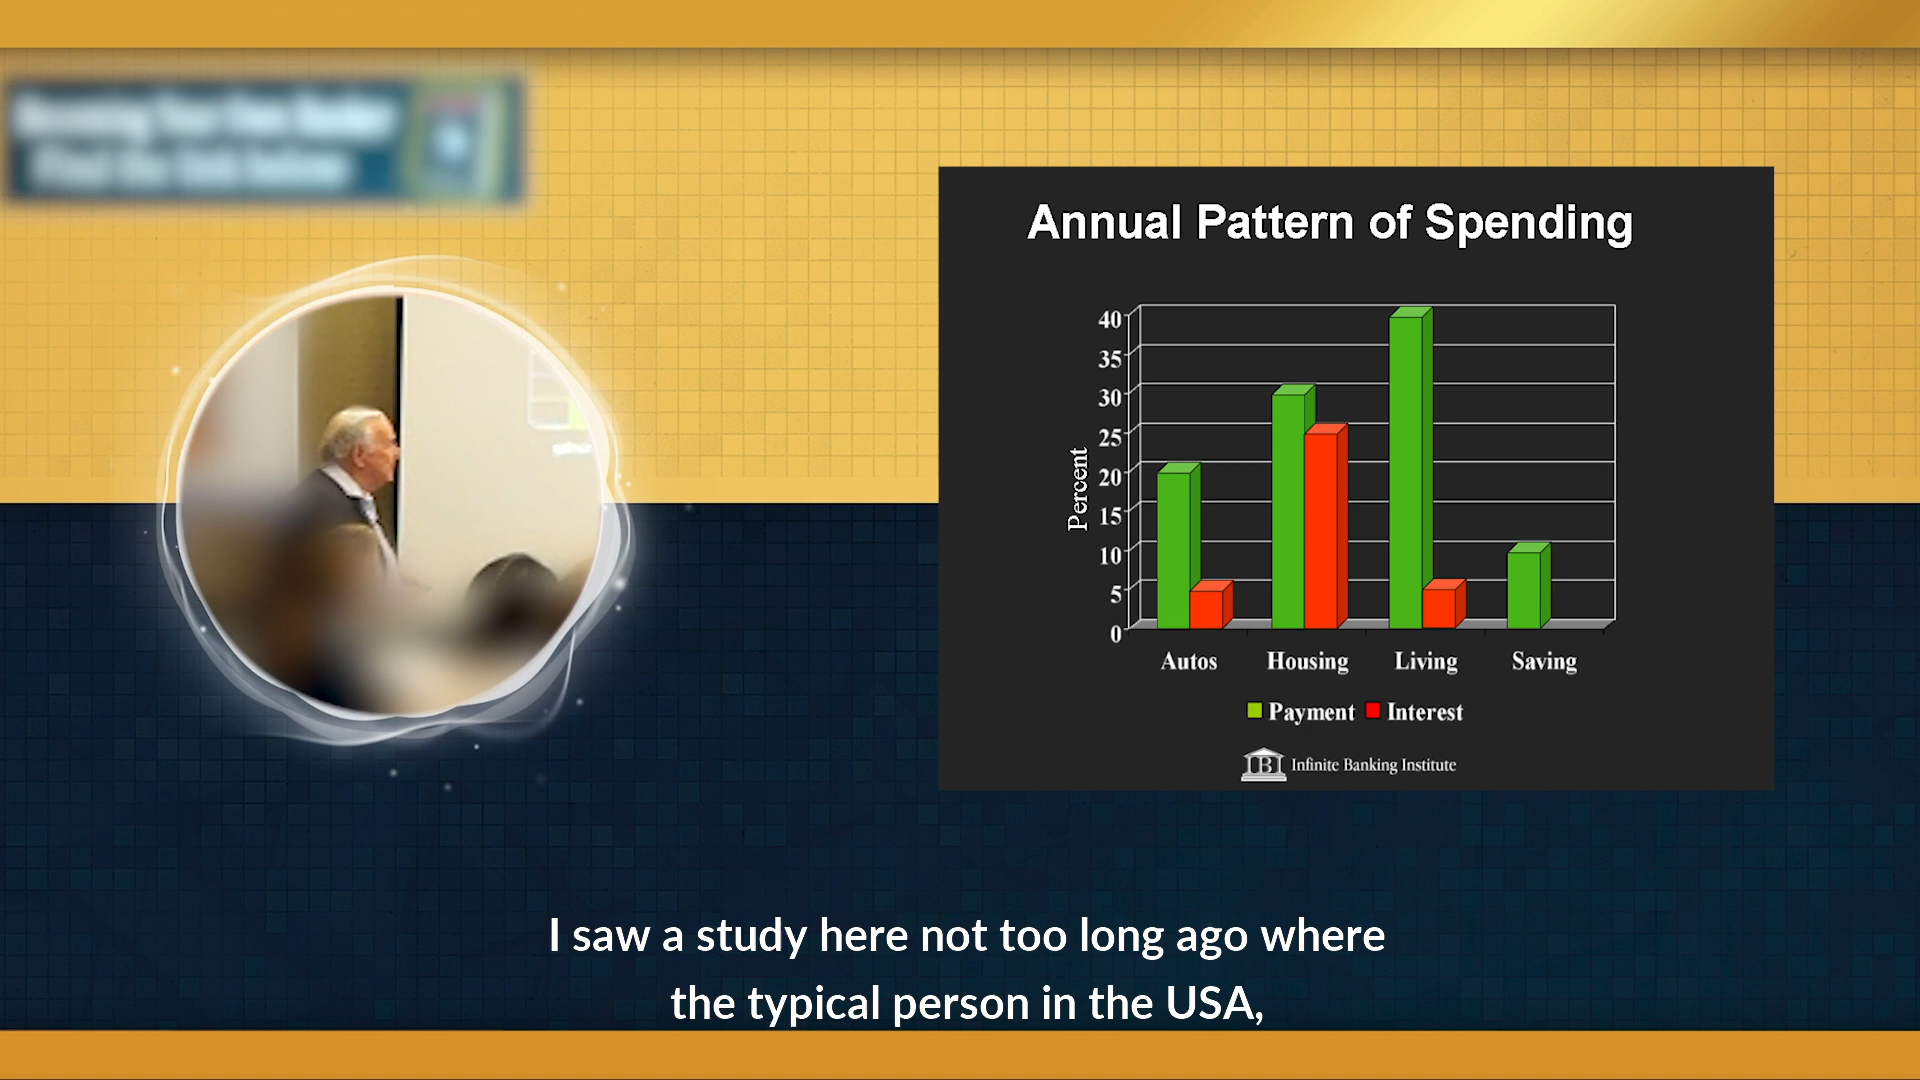 Annual Pattern of Spending
Percent
40
35
30
25
20
15
10
5
0
Autos Housing Living Saving
Payment Interest
IBI Infinite Banking Institute
I saw a study here not too long ago where
the typical person in the USA,